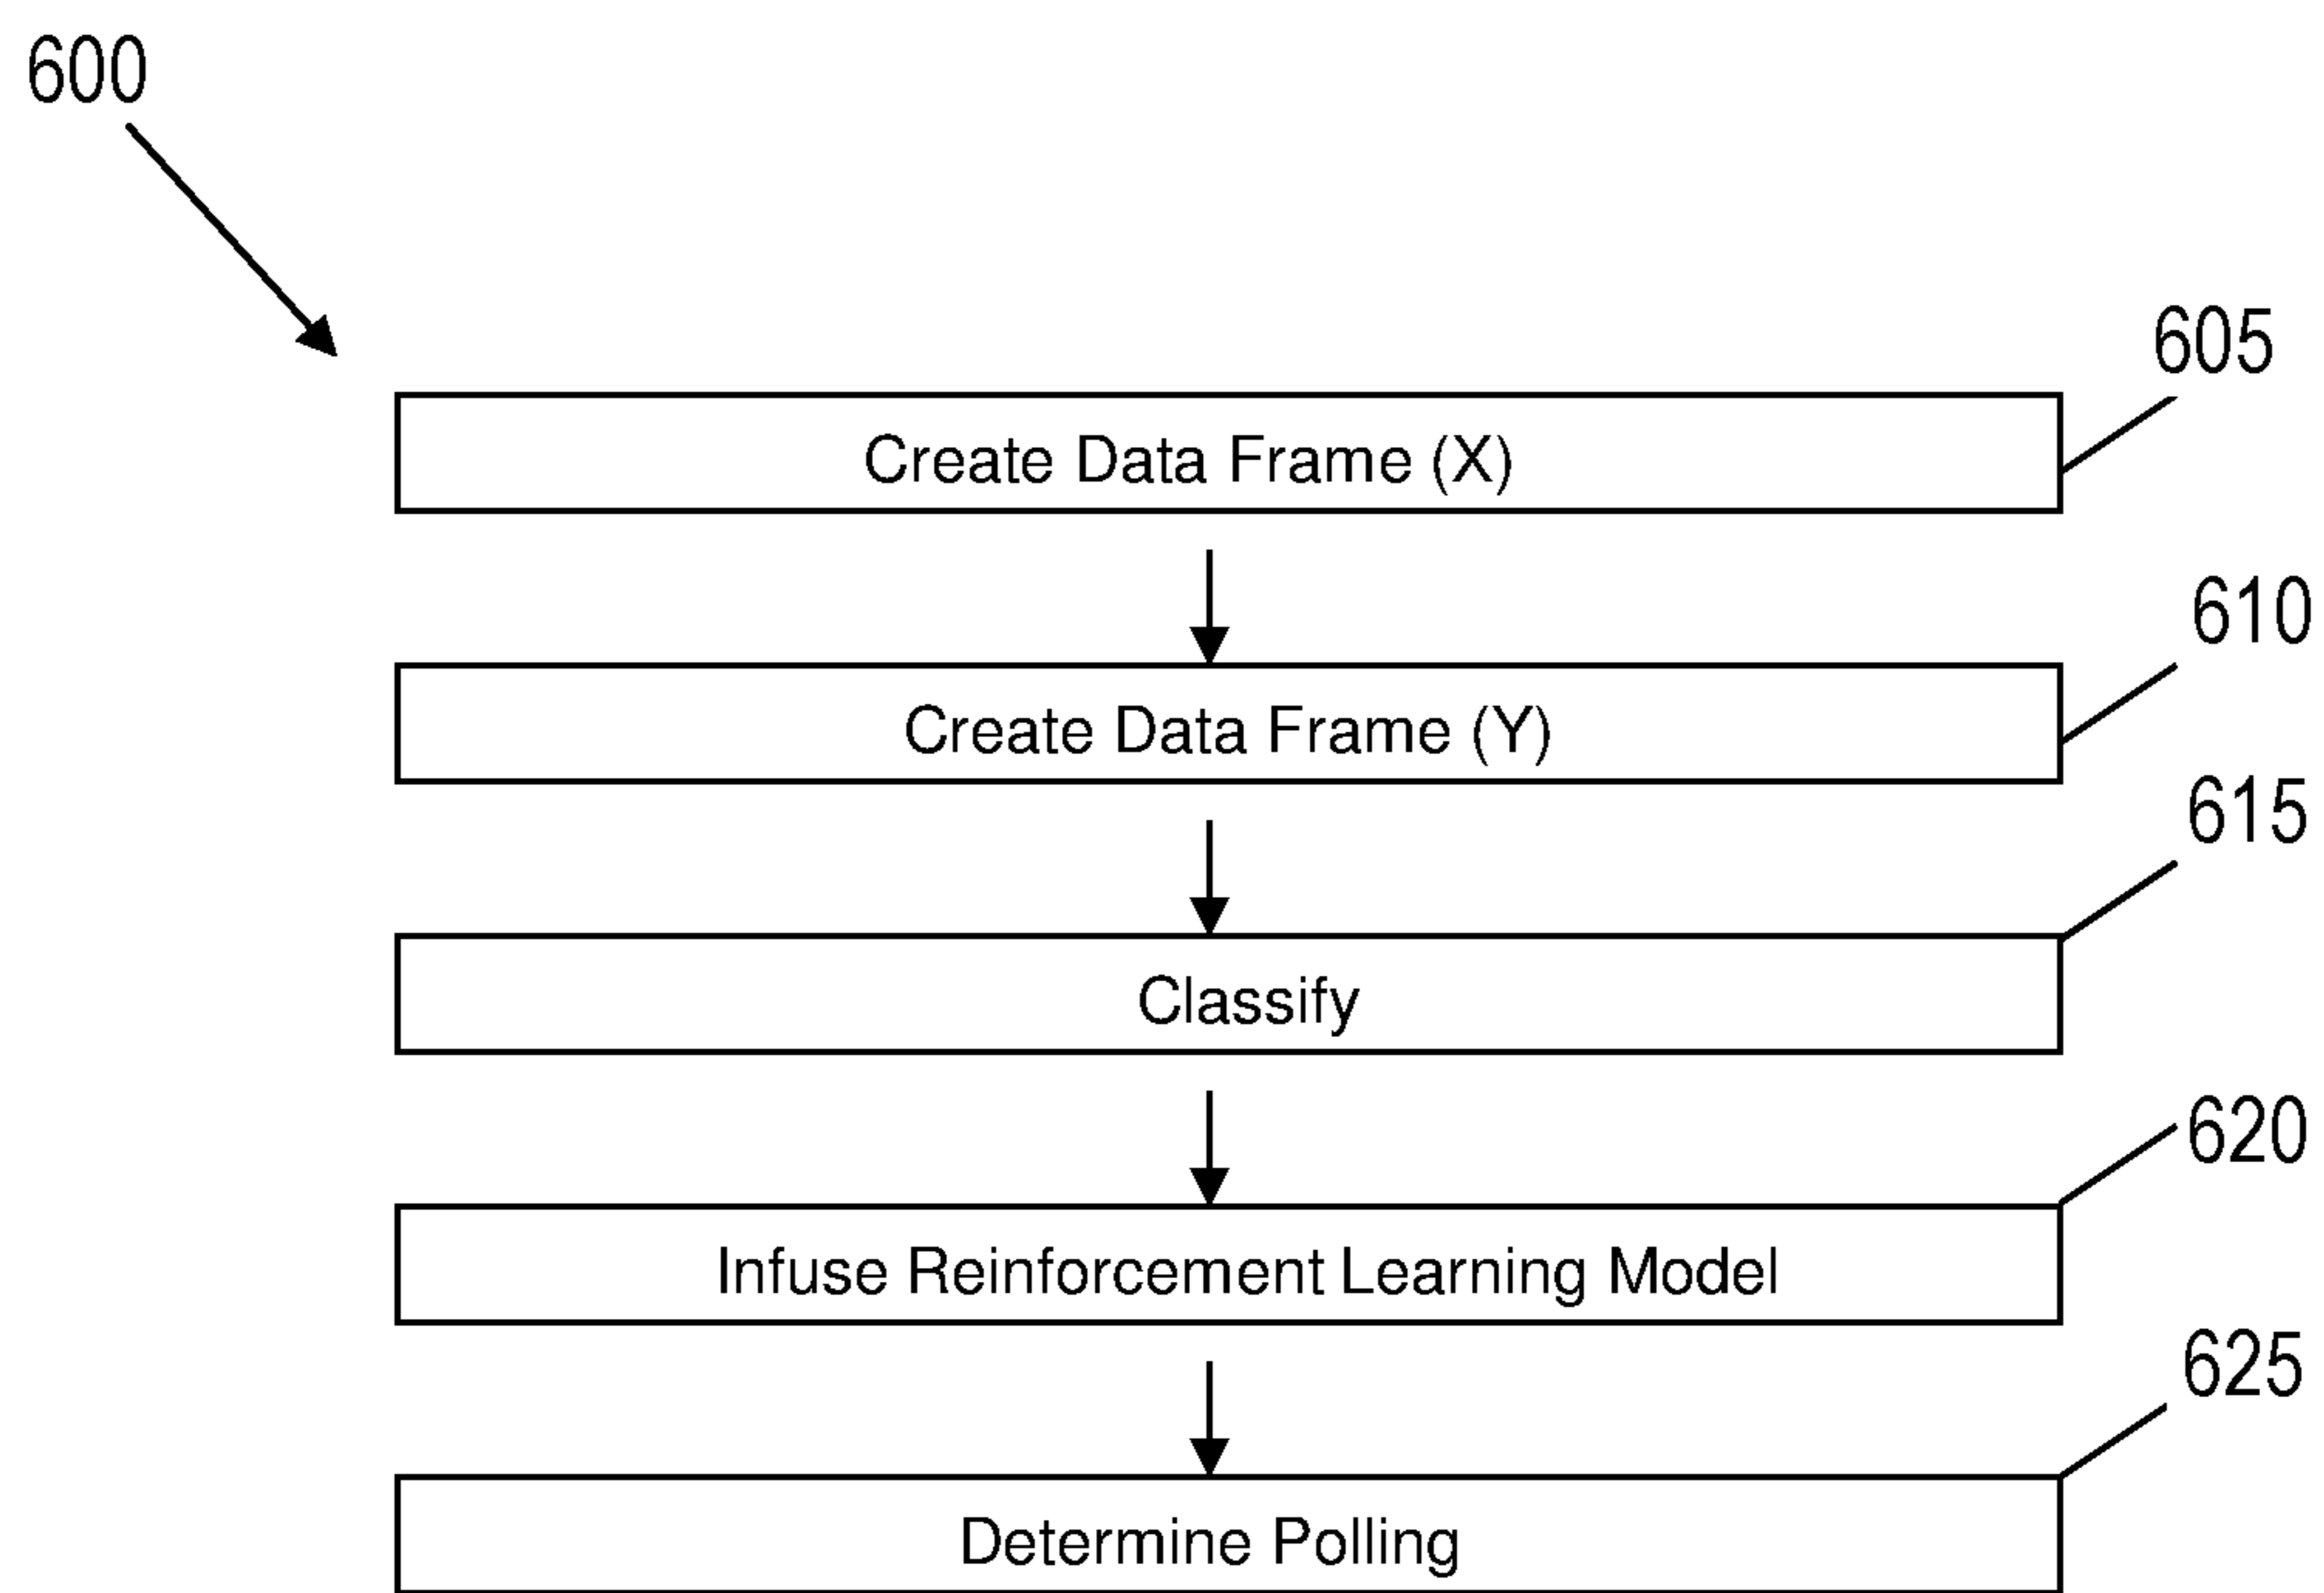 600
605
Create Data Frame (X)
610
Create Data Frame (Y)
615
Classify
620
Infuse Reinforcement Learning Model
625
Determine Polling